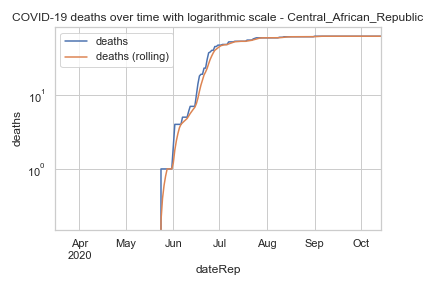 COVID-19 deaths over time with logarithmic scale - Central_African_Republic
deaths
deaths (rolling)
deaths
10¹
10⁰
Apr May Jun Jul Aug Sep Oct
2020
dateRep